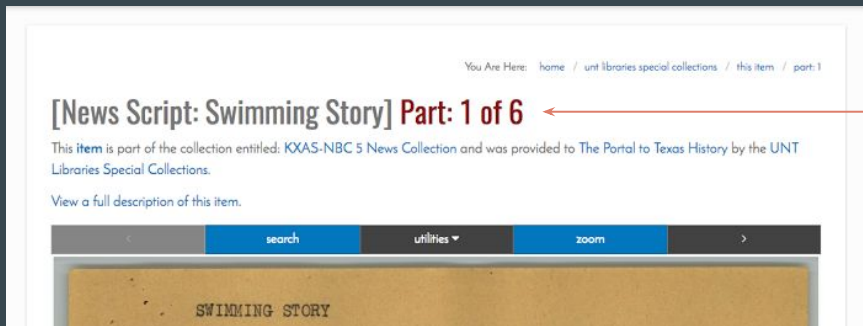 You Are Here: home / unt libraries special collections / this item / part: 1
[News Script: Swimming Story] Part: 1 of 6
This item is part of the collection entitled: KXAS-NBC 5 News Collection and was provided to The Portal to Texas History by the UNT
Libraries Special Collections.
View a full description of this item.
< search utilities ▾ zoom >
SWIMMING STORY